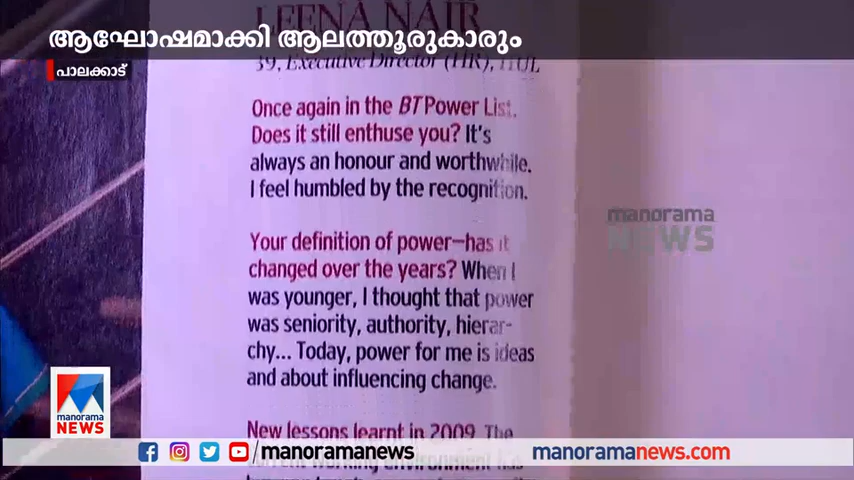 LEENA NAIR
ആഘോഷമാക്കി ആലത്തൂരുകാരും
39, Executive Director (HR), HUL
പാലക്കാട്
Once again in the BT Power List.
Does it still enthuse you? It's
always an honour and worthwhile.
I feel humbled by the recognition.
Your definition of power—has it
changed over the years? When I
was younger, I thought that power
was seniority, authority, hierar-
chy... Today, power for me is ideas
and about influencing change.
New lessons learnt in 2009 The
current working environment has
manorama
NEWS
manorama
NEWS
/manoramanews
manoramanews.com